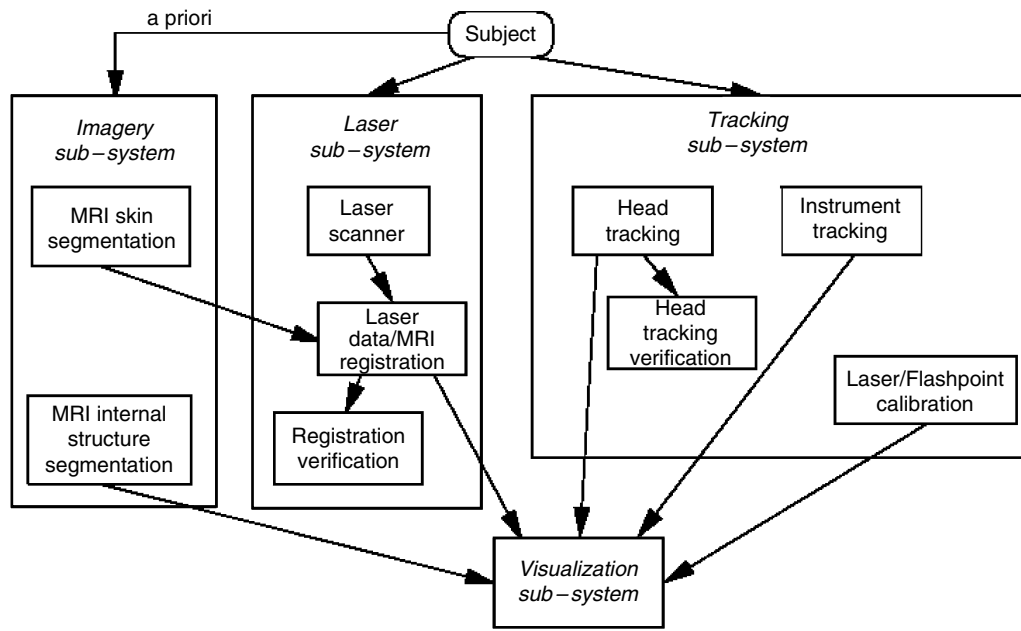 a priori
Subject
Imagery
sub−system
MRI skin
segmentation
MRI internal
structure
segmentation
Laser
sub−system
Laser
scanner
Laser
data/MRI
registration
Registration
verification
Tracking
sub−system
Head
tracking
Head
tracking
verification
Instrument
tracking
Laser/Flashpoint
calibration
Visualization
sub−system